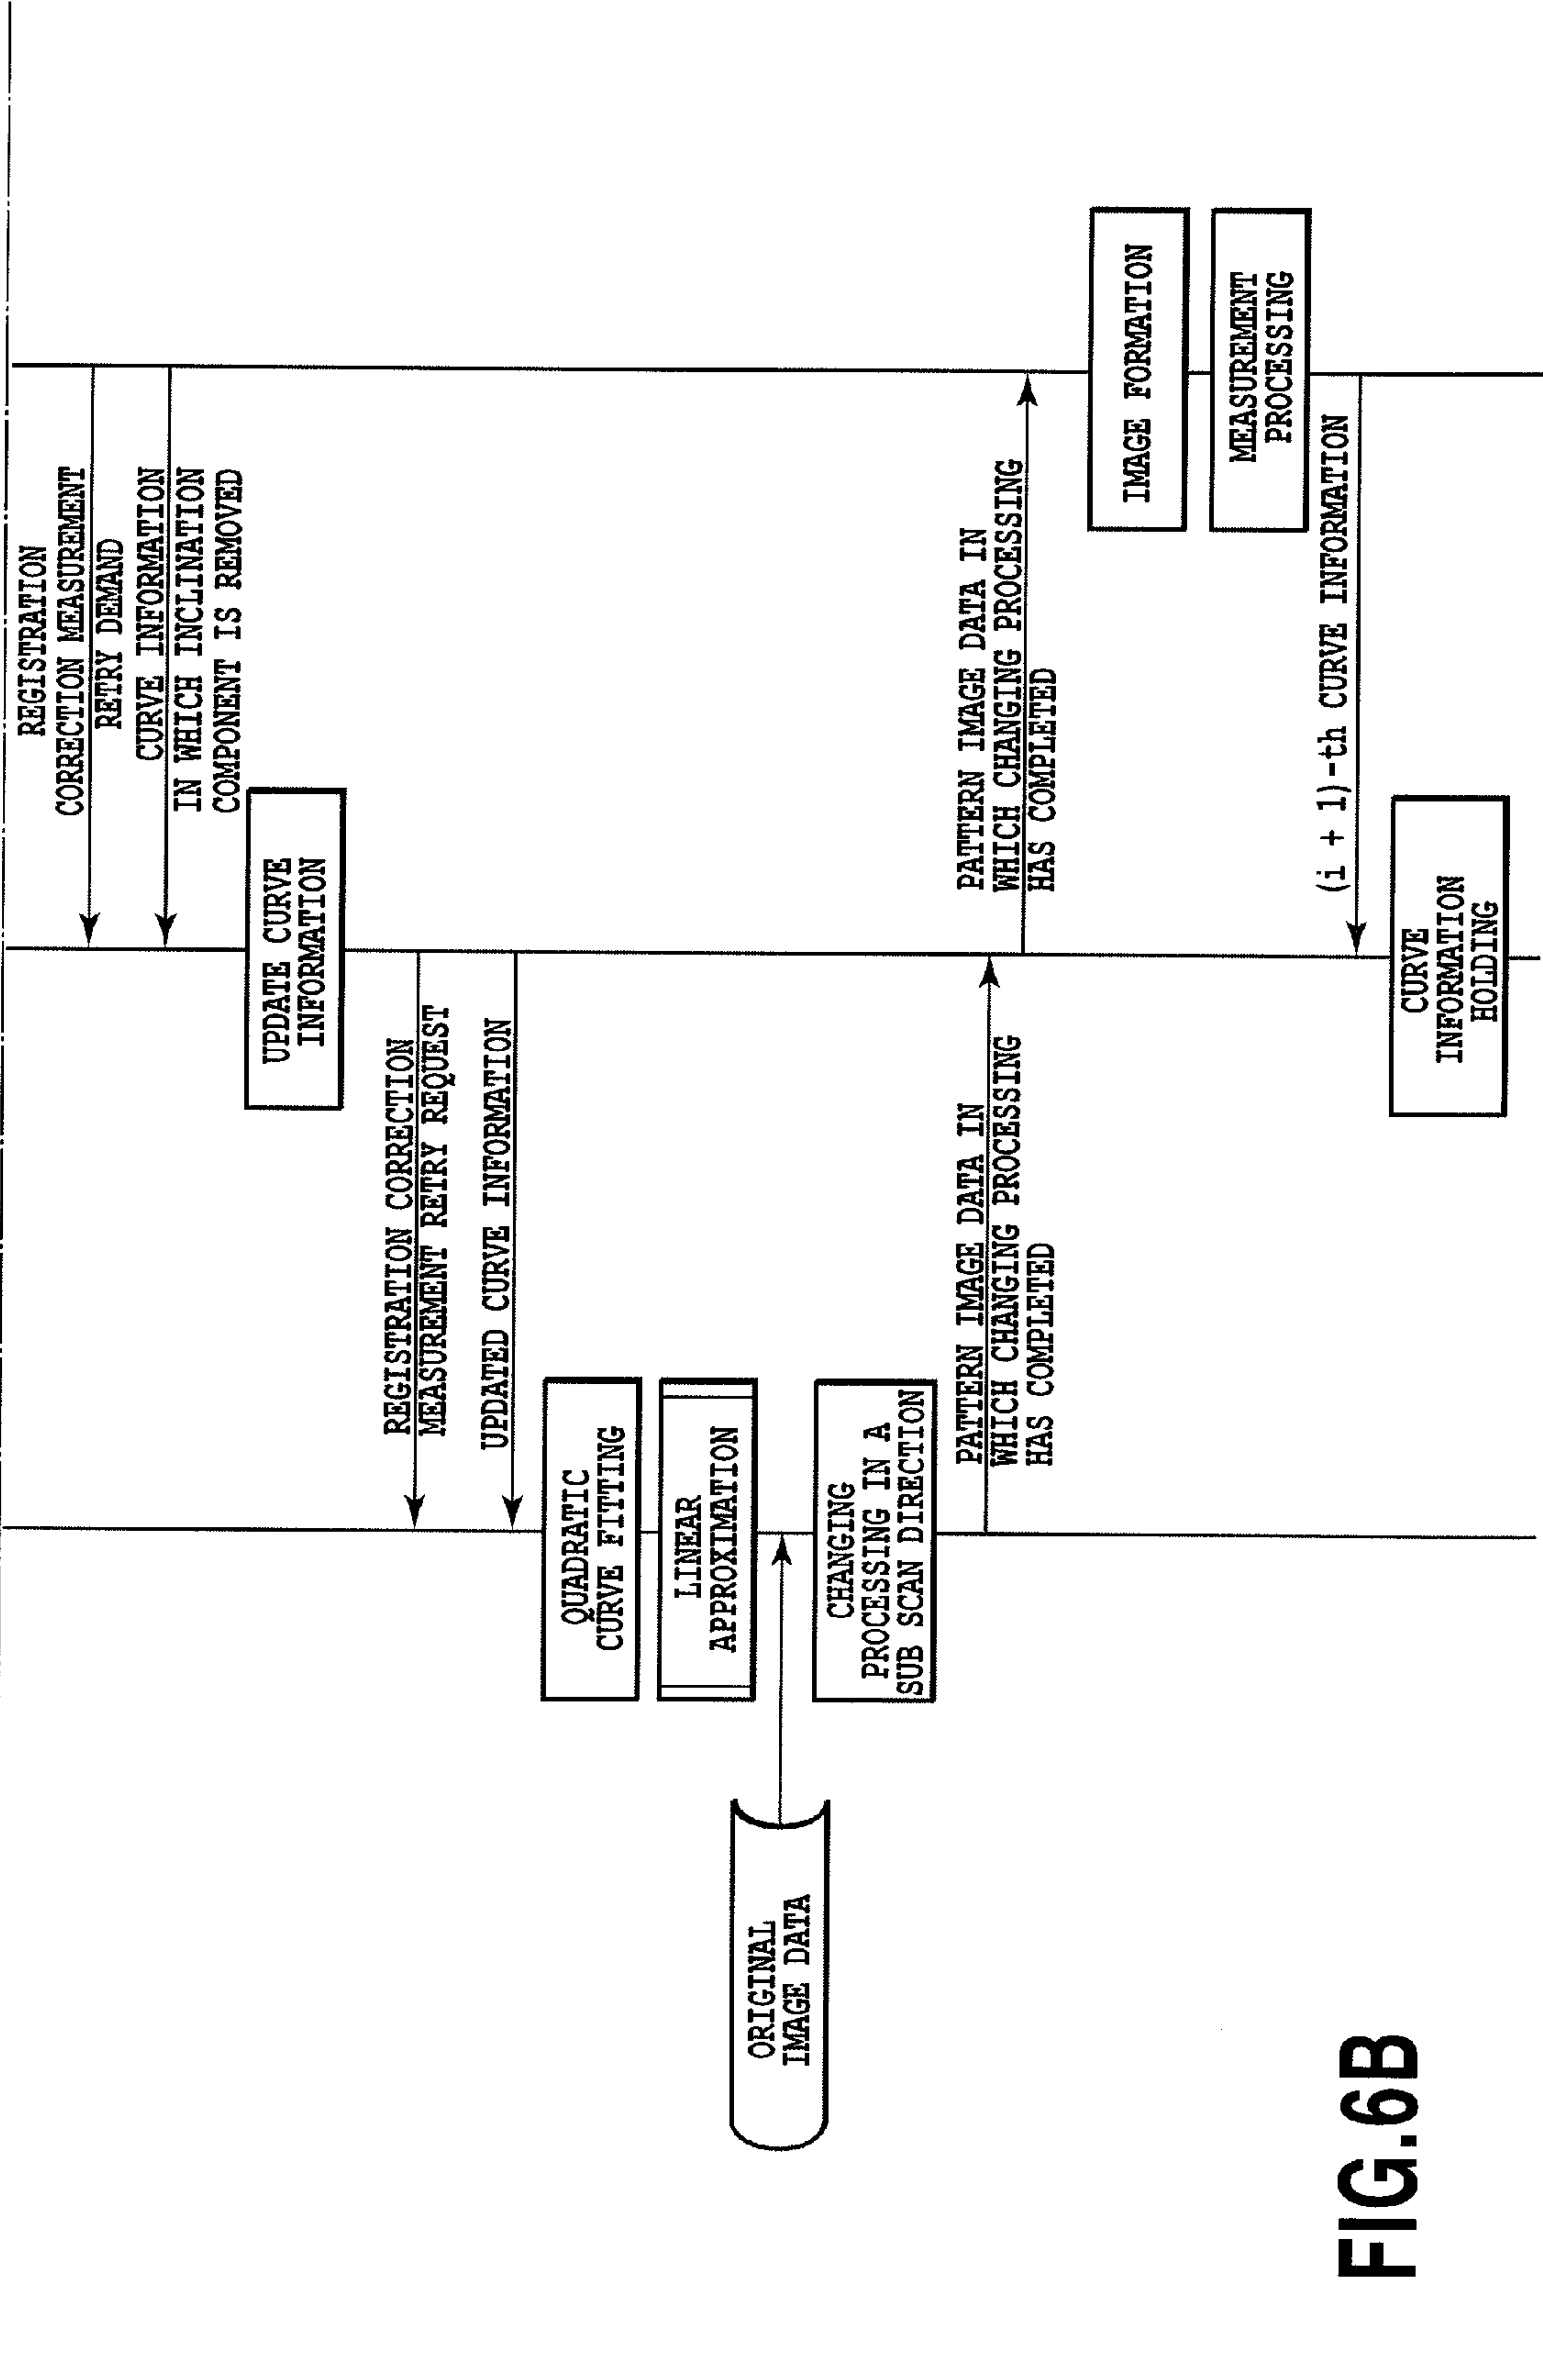 REGISTRATION
CORRECTION MEASUREMENT
RETRY DEMAND
CURVE INFORMATION
IN WHICH INCLINATION
COMPONENT IS REMOVED
UPDATE CURVE
INFORMATION
REGISTRATION CORRECTION
MEASUREMENT RETRY REQUEST
UPDATED CURVE INFORMATION
QUADRATIC
CURVE FITTING
LINEAR
APPROXIMATION
ORIGINAL
IMAGE DATA
CHANGING
PROCESSING IN A
SUB SCAN DIRECTION
PATTERN IMAGE DATA IN
WHICH CHANGING PROCESSING
HAS COMPLETED
PATTERN IMAGE DATA IN
WHICH CHANGING PROCESSING
HAS COMPLETED
IMAGE FORMATION
MEASUREMENT
PROCESSING
(i + 1)-th CURVE INFORMATION
CURVE
INFORMATION
HOLDING
FIG.6B